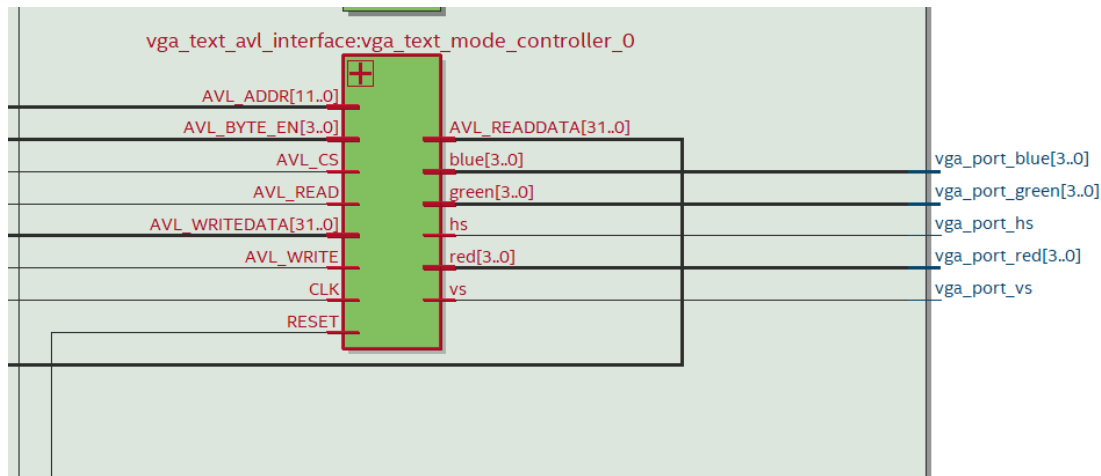 vga_text_avl_interface:vga_text_mode_controller_0
AVL_ADDR[11..0]
AVL_BYTE_EN[3..0]
AVL_CS
AVL_READ
AVL_WRITEDATA[31..0]
AVL_WRITE
CLK
RESET
AVL_READDATA[31..0]
blue[3..0]
green[3..0]
hs
red[3..0]
vs
vga_port_blue[3..0]
vga_port_green[3..0]
vga_port_hs
vga_port_red[3..0]
vga_port_vs